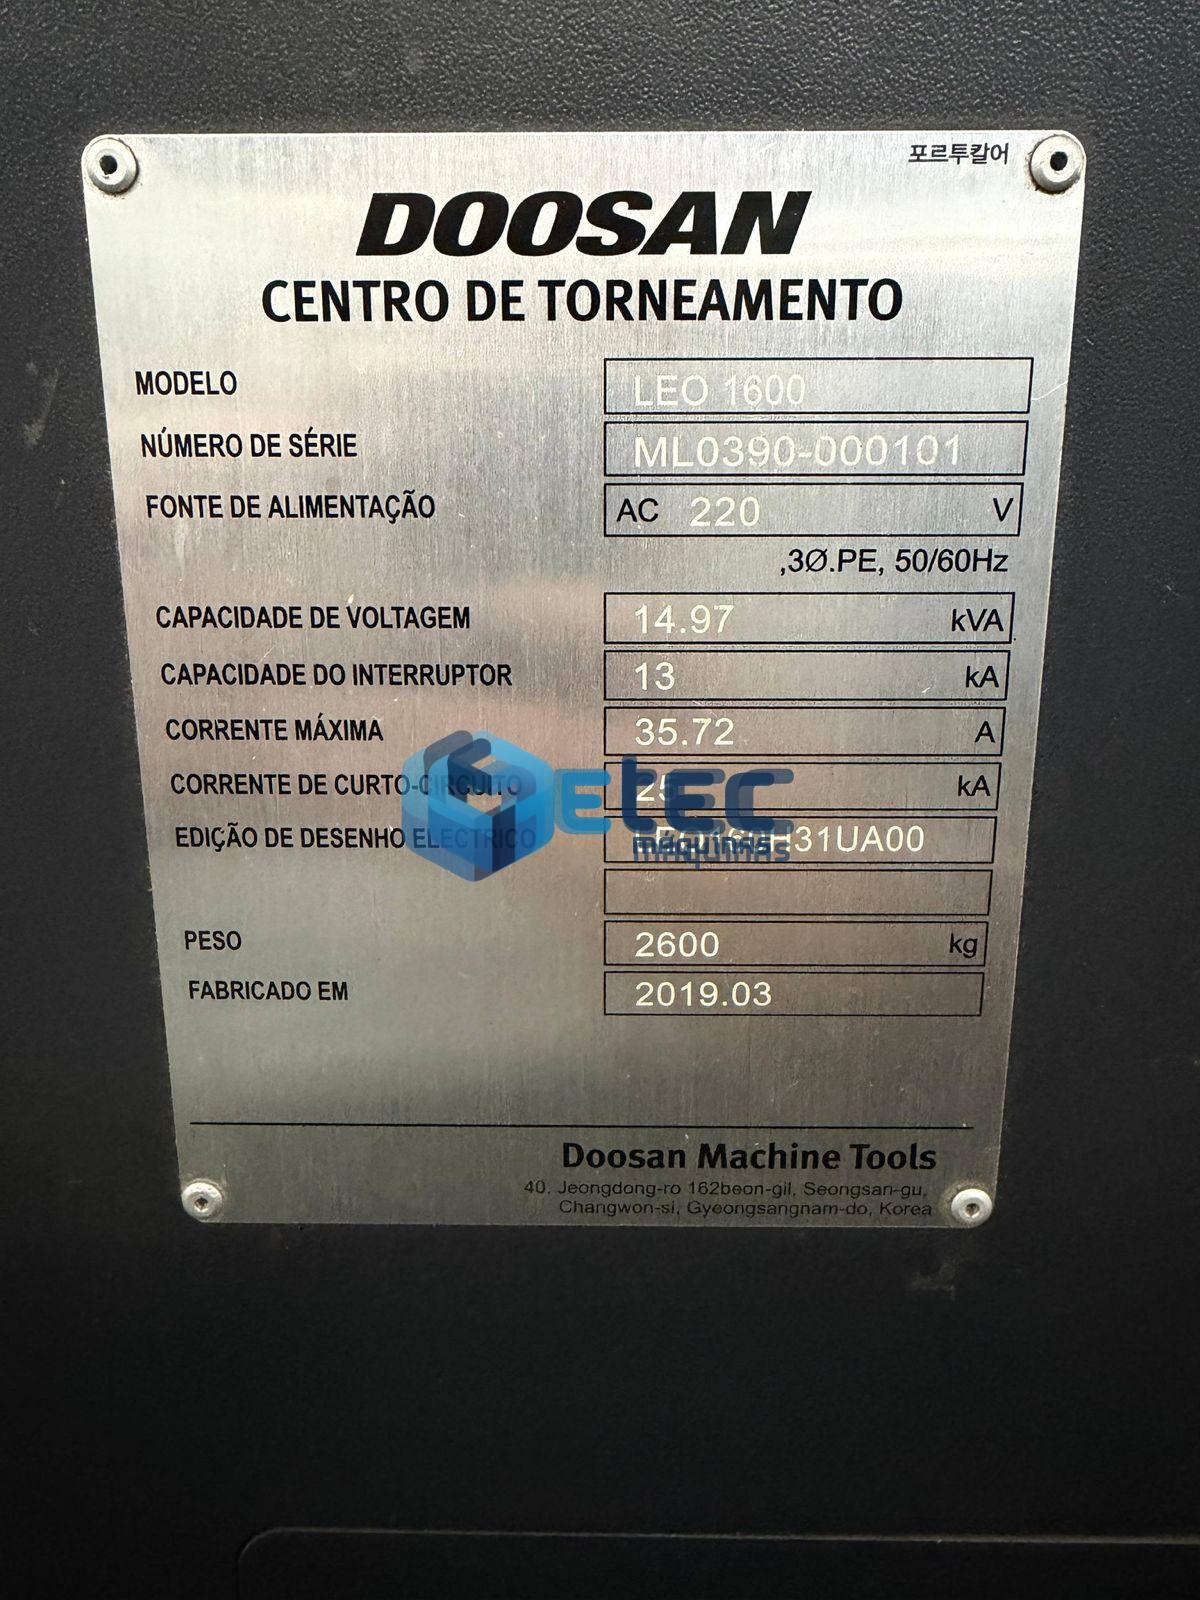 포르투칼어
DOOSAN
CENTRO DE TORNEAMENTO
MODELO LEO 1600
NÚMERO DE SÉRIE ML0390-000101
FONTE DE ALIMENTAÇÃO AC 220 V
,3Ø.PE, 50/60Hz
CAPACIDADE DE VOLTAGEM 14.97 kVA
CAPACIDADE DO INTERRUPTOR 13 kA
CORRENTE MÁXIMA 35.72 A
CORRENTE DE CURTO-CIRCUITO 25 kA
EDIÇÃO DE DESENHO ELECTRICO
eTec
MÁQUINAS
PESO 2600 kg
FABRICADO EM 2019.03
Doosan Machine Tools
40, Jeongdong-ro 162beon-gil, Seongsan-gu,
Changwon-si, Gyeongsangnam-do, Korea